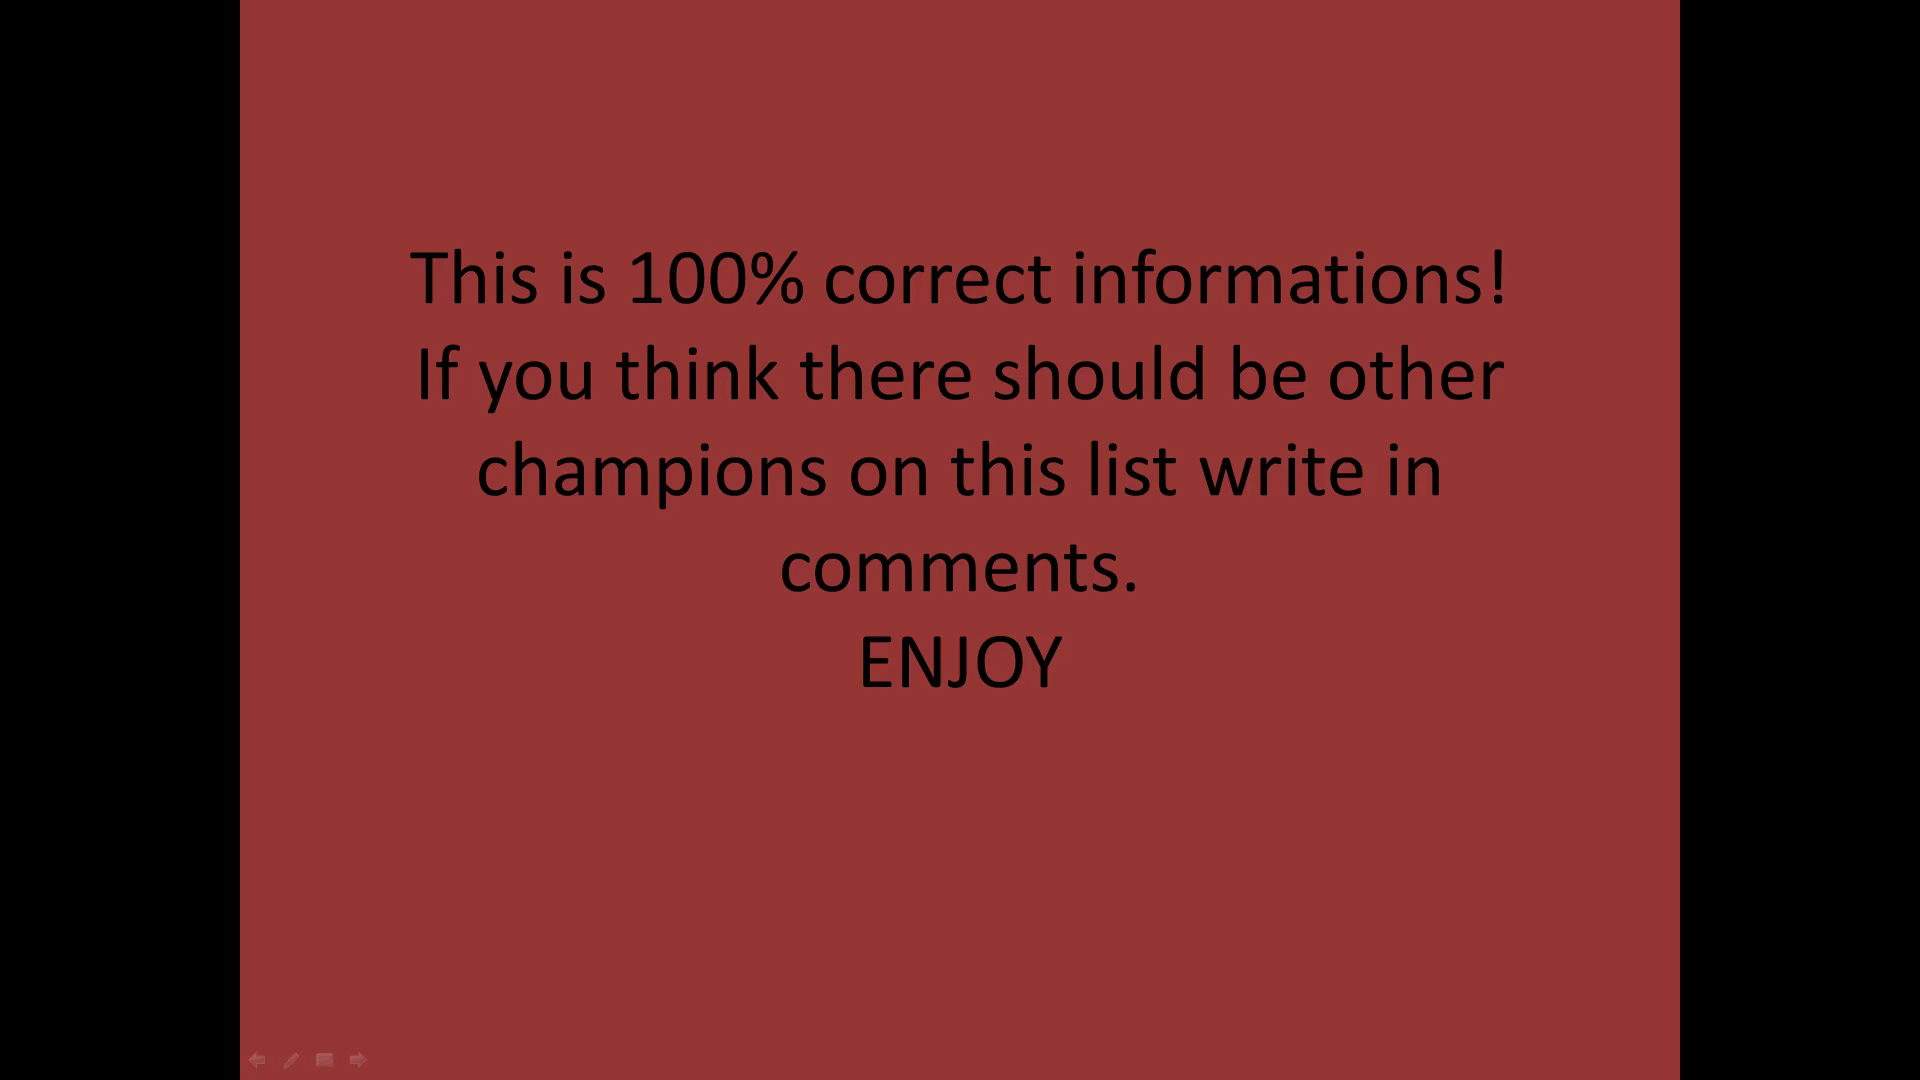 This is 100% correct informations!
If you think there should be other
champions on this list write in
comments.
ENJOY